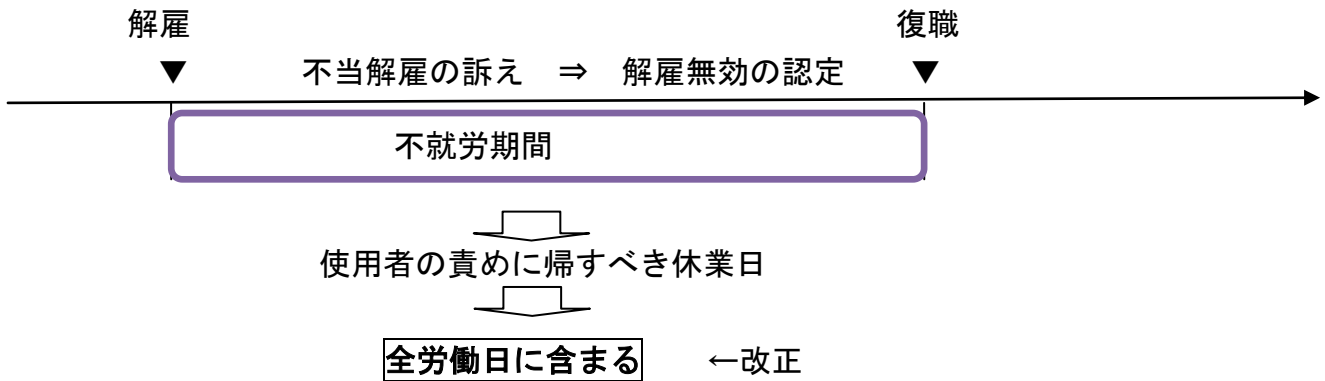 解雇 復職
▼ 不当解雇の訴え ⇒ 解雇無効の認定 ▼
不就労期間
使用者の責めに帰すべき休業日
全労働日に含まる ←改正